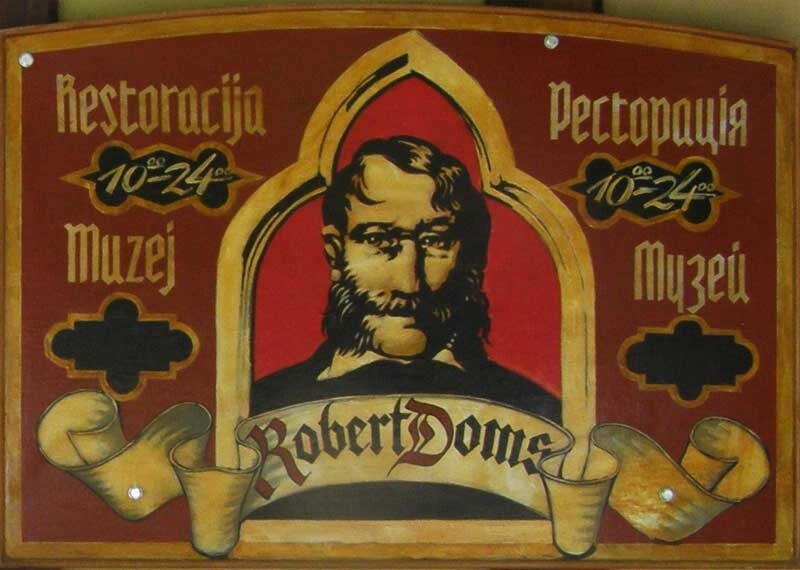 Restoracija
10⁰⁰-24⁰⁰
Muzej
Ресторація
10⁰⁰-24⁰⁰
Музей
Robert Doms